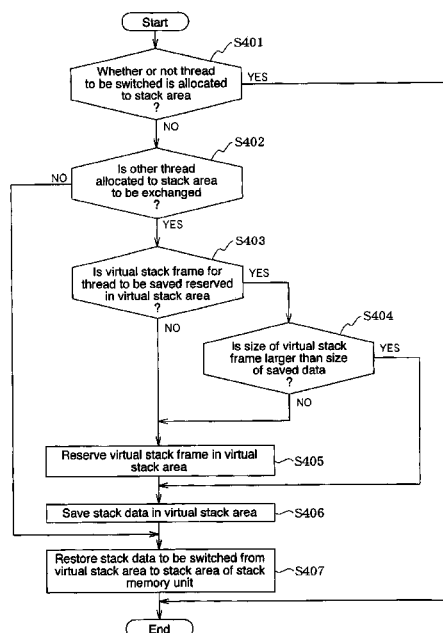 Start
S401
Whether or not thread
to be switched is allocated
to stack area
?
YES
NO
S402
Is other thread
allocated to stack area
to be exchanged
?
NO
YES
S403
Is virtual stack frame for
thread to be saved reserved
in virtual stack area
?
YES
NO
S404
Is size of virtual stack
frame larger than size
of saved data
?
YES
NO
Reserve virtual stack frame in virtual
stack area
S405
Save stack data in virtual stack area
S406
Restore stack data to be switched from
virtual stack area to stack area of stack
memory unit
S407
End